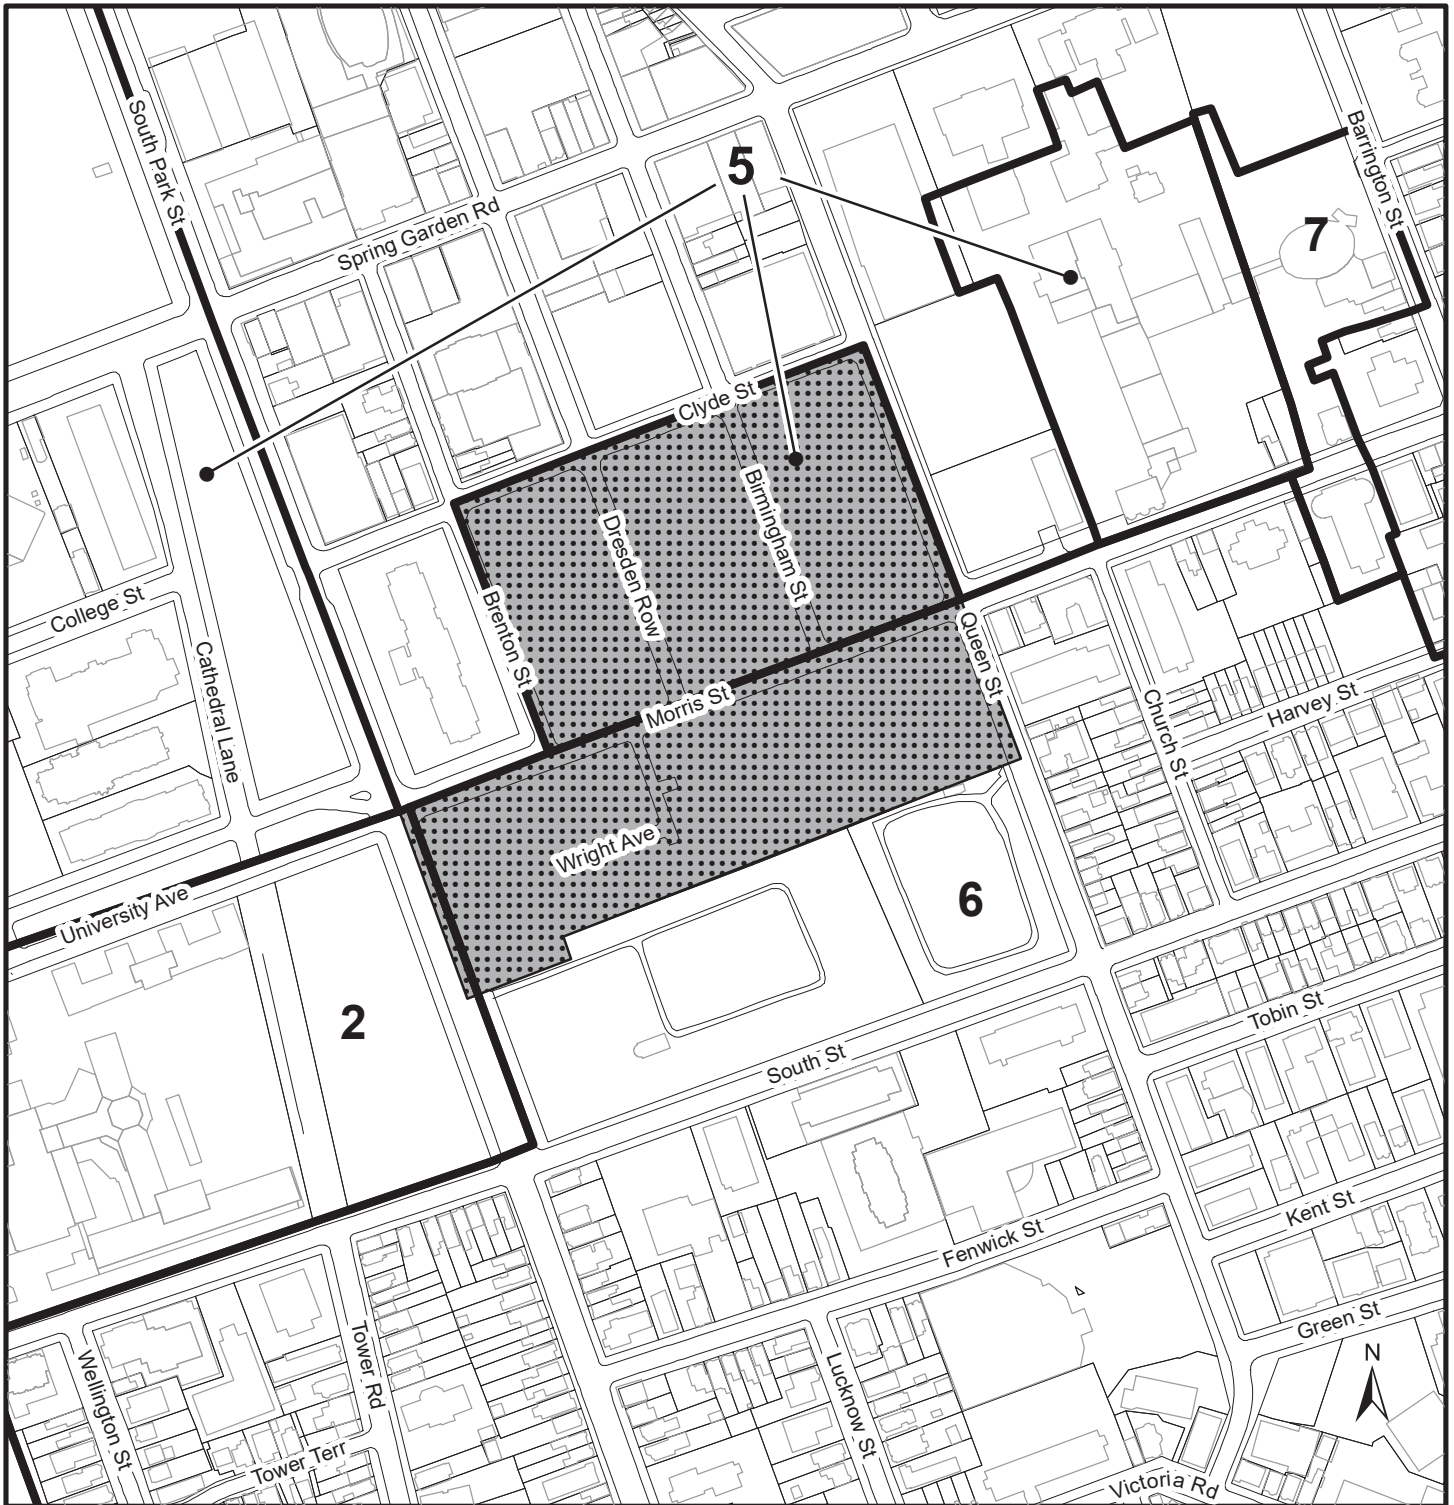 South Park St
Barrington St
5
7
Spring Garden Rd
Clyde St
Birmingham St
Dresden Row
College St
Brenton St
Queen St
Cathedral Lane
Morris St
Church St
Harvey St
Wright Ave
University Ave
6
2
Tobin St
South St
Kent St
Fenwick St
Green St
N
Wellington St
Tower Rd
Lucknow St
Tower Terr
Victoria Rd